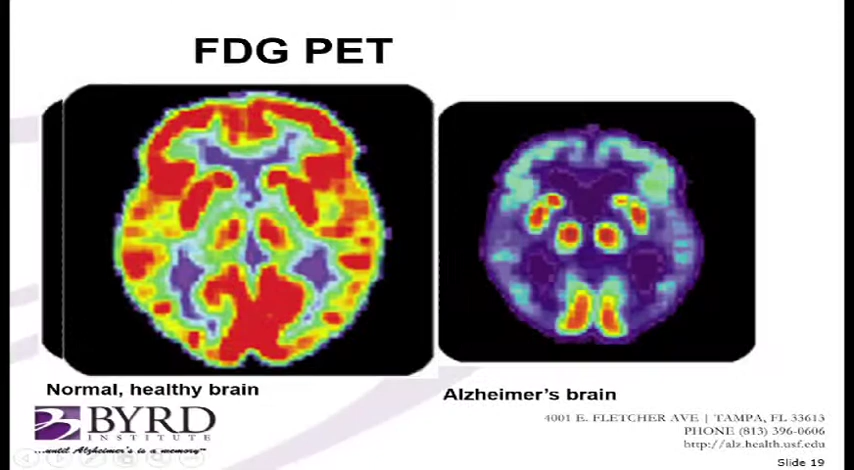 FDG PET
Normal, healthy brain
Alzheimer's brain
BYRD
INSTITUTE
...until Alzheimer's is a memory™
4001 E. FLETCHER AVE | TAMPA, FL 33613
PHONE (813) 396-0606
http://alz.health.usf.edu
Slide 19